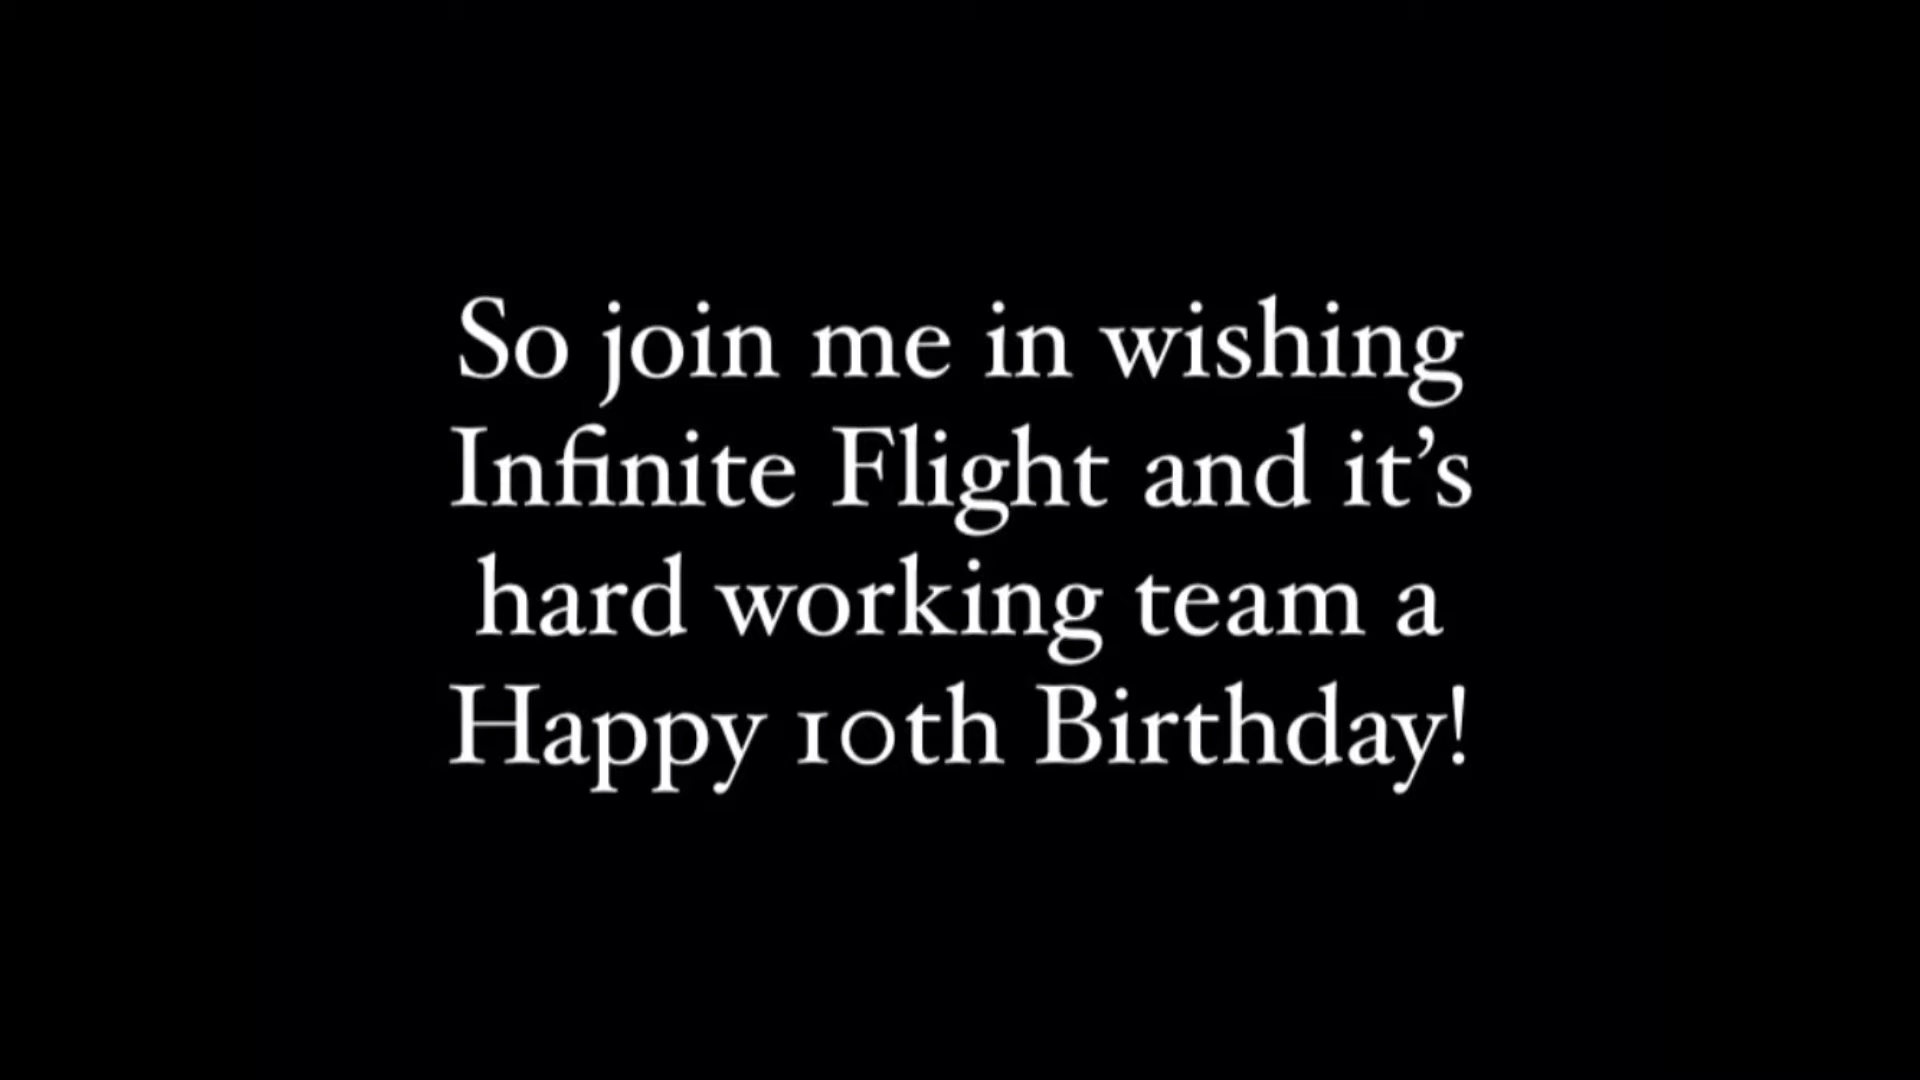 So join me in wishing
Infinite Flight and it’s
hard working team a
Happy 10th Birthday!